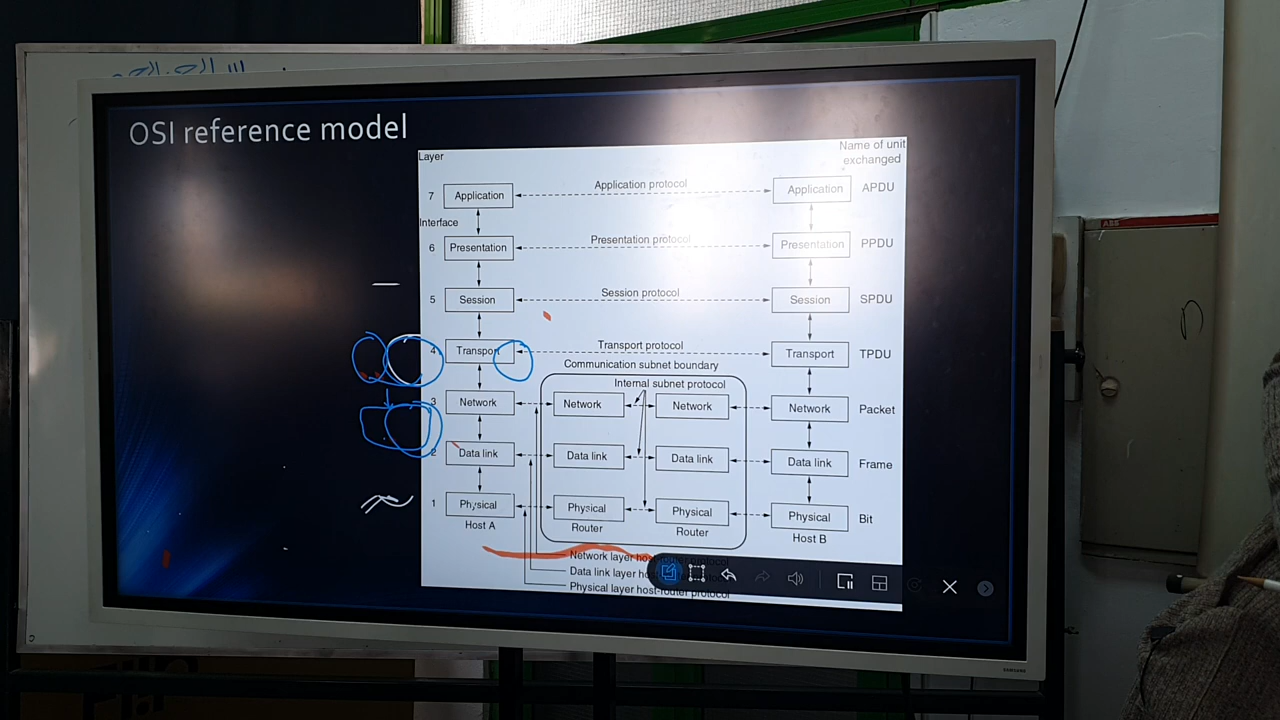 OSI reference model
Layer
Name of unit
exchanged
7 Application Application protocol Application APDU
Interface
6 Presentation Presentation protocol Presentation PPDU
5 Session Session protocol Session SPDU
4 Transport Transport protocol Transport TPDU
Communication subnet boundary
Internal subnet protocol
3 Network Network Network Network Packet
2 Data link Data link Data link Data link Frame
1 Physical Physical Physical Physical Bit
Host A Router Router Host B
Network layer host-router protocol
Data link layer
Physical layer host-router protocol
SAMSUNG
ABB